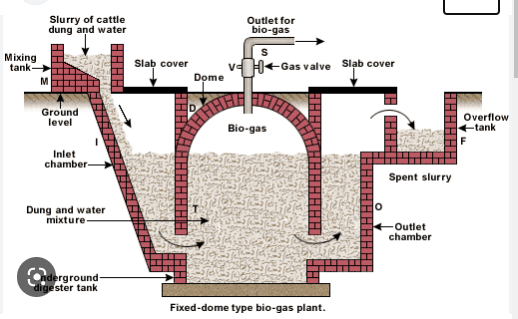 Slurry of cattle
dung and water
Outlet for
bio-gas
S
Mixing
tank
M
Slab cover
V
Gas valve
Slab cover
Dome
D
Ground
level
Bio-gas
Overflow
tank
F
I
Inlet
chamber
Spent slurry
Dung and water
mixture
T
O
Outlet
chamber
digester tank
Fixed-dome type bio-gas plant.